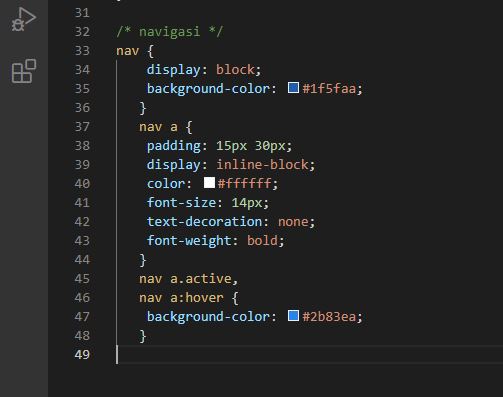 31
32 /* navigasi */
33 nav {
34 display: block;
35 background-color: #1f5faa;
36 }
37 nav a {
38 padding: 15px 30px;
39 display: inline-block;
40 color: #ffffff;
41 font-size: 14px;
42 text-decoration: none;
43 font-weight: bold;
44 }
45 nav a.active,
46 nav a:hover {
47 background-color: #2b83ea;
48 }
49